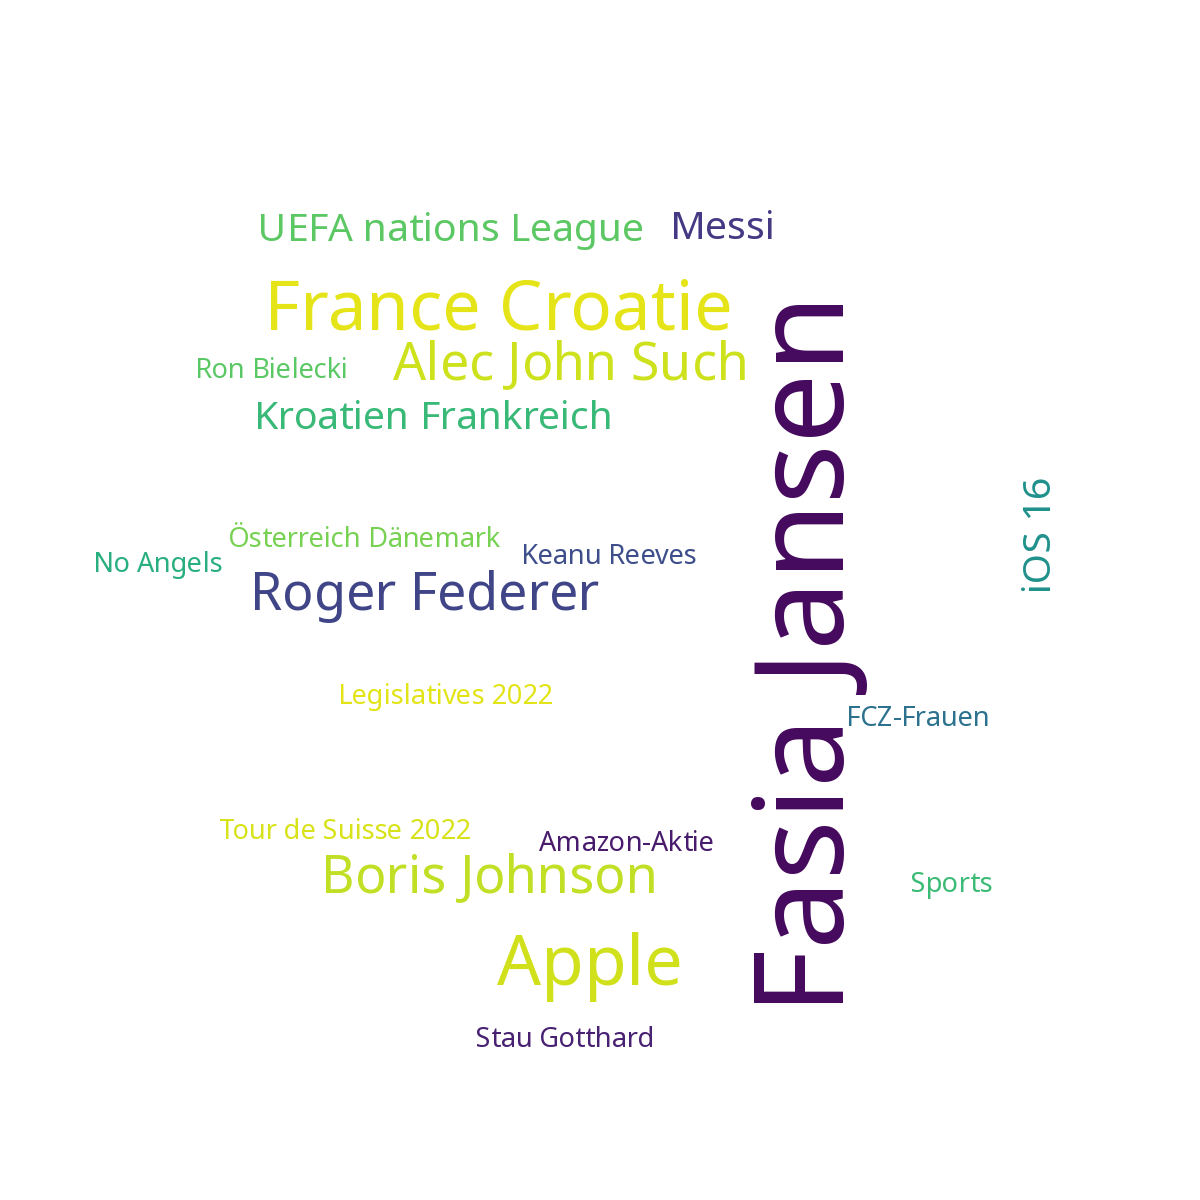 UEFA nations League
Messi
France Croatie
Alec John Such
Ron Bielecki
Kroatien Frankreich
Fasia Jansen
iOS 16
Österreich Dänemark
Keanu Reeves
No Angels
Roger Federer
Legislatives 2022
FCZ-Frauen
Tour de Suisse 2022
Amazon-Aktie
Boris Johnson
Sports
Apple
Stau Gotthard